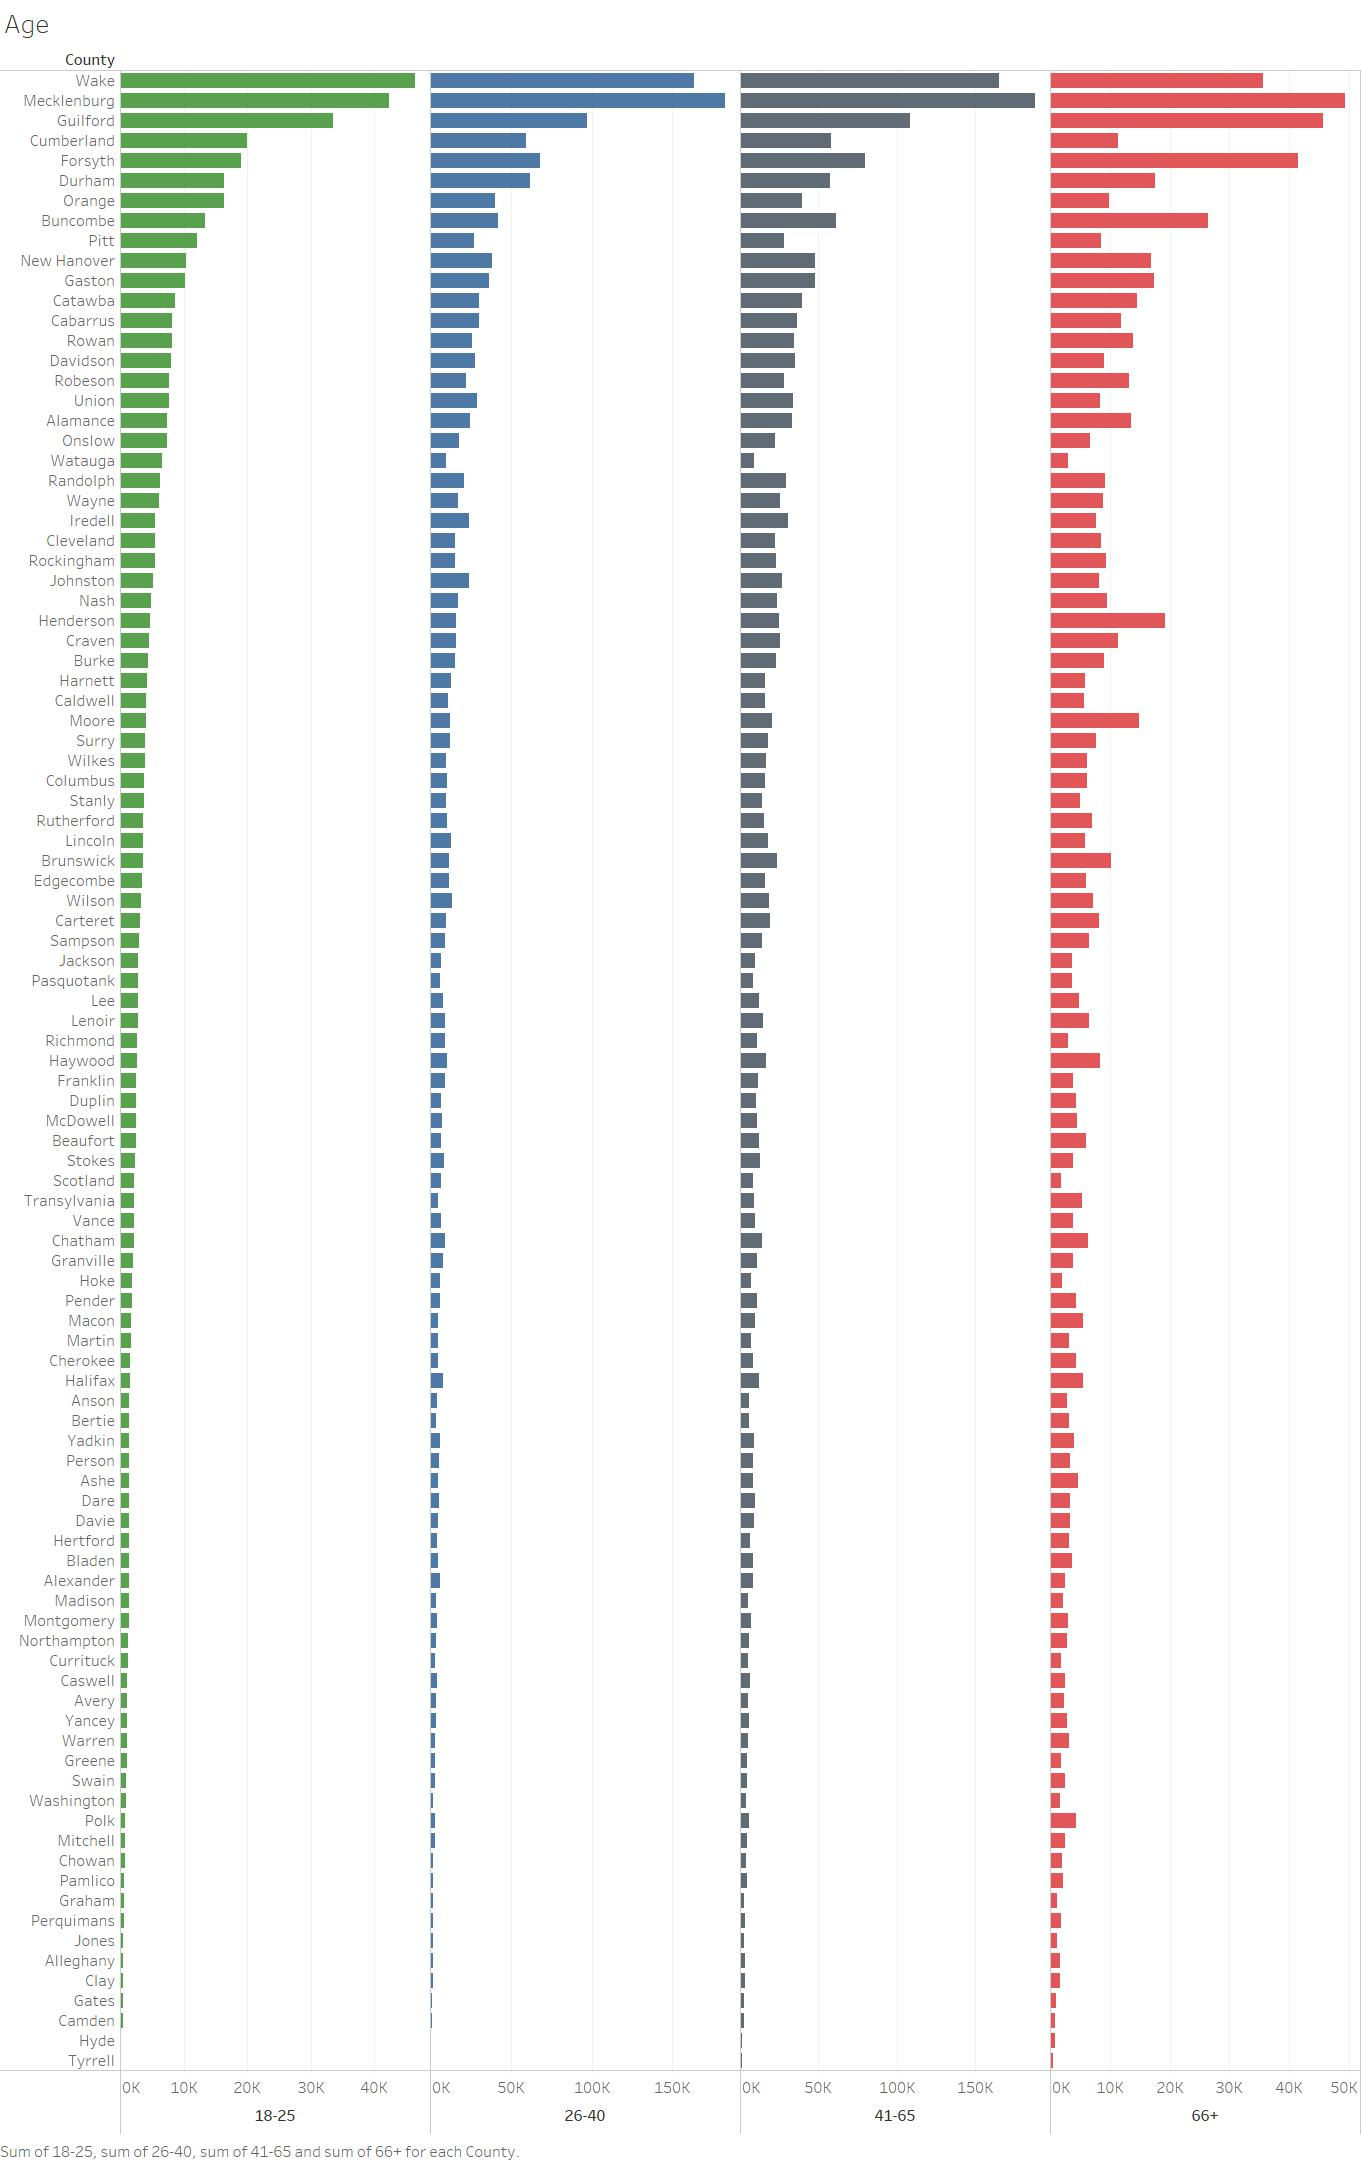 Age
County
Wake
Mecklenburg
Guilford
Cumberland
Forsyth
Durham
Orange
Buncombe
Pitt
New Hanover
Gaston
Catawba
Cabarrus
Rowan
Davidson
Robeson
Union
Alamance
Onslow
Watauga
Randolph
Wayne
Iredell
Cleveland
Rockingham
Johnston
Nash
Henderson
Craven
Burke
Harnett
Caldwell
Moore
Surry
Wilkes
Columbus
Stanly
Rutherford
Lincoln
Brunswick
Edgecombe
Wilson
Carteret
Sampson
Jackson
Pasquotank
Lee
Lenoir
Richmond
Haywood
Franklin
Duplin
McDowell
Beaufort
Stokes
Scotland
Transylvania
Vance
Chatham
Granville
Hoke
Pender
Macon
Martin
Cherokee
Halifax
Anson
Bertie
Yadkin
Person
Ashe
Dare
Davie
Hertford
Bladen
Alexander
Madison
Montgomery
Northampton
Currituck
Caswell
Avery
Yancey
Warren
Greene
Swain
Washington
Polk
Mitchell
Chowan
Pamlico
Graham
Perquimans
Jones
Alleghany
Clay
Gates
Camden
Hyde
Tyrrell
0K 10K 20K 30K 40K 0K 50K 100K 150K 0K 50K 100K 150K 0K 10K 20K 30K 40K 50K
18-25 26-40 41-65 66+
Sum of 18-25, sum of 26-40, sum of 41-65 and sum of 66+ for each County.